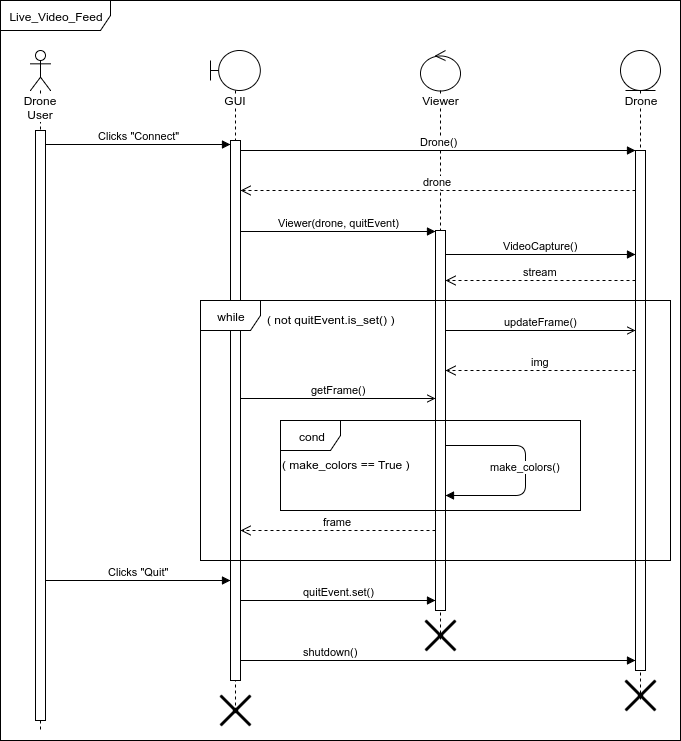 Live_Video_Feed
Drone
User
GUI
Viewer
Drone
Clicks "Connect"
Drone()
drone
Viewer(drone, quitEvent)
VideoCapture()
stream
while
( not quitEvent.is_set() )
updateFrame()
img
getFrame()
cond
( make_colors == True )
make_colors()
frame
Clicks "Quit"
quitEvent.set()
shutdown()